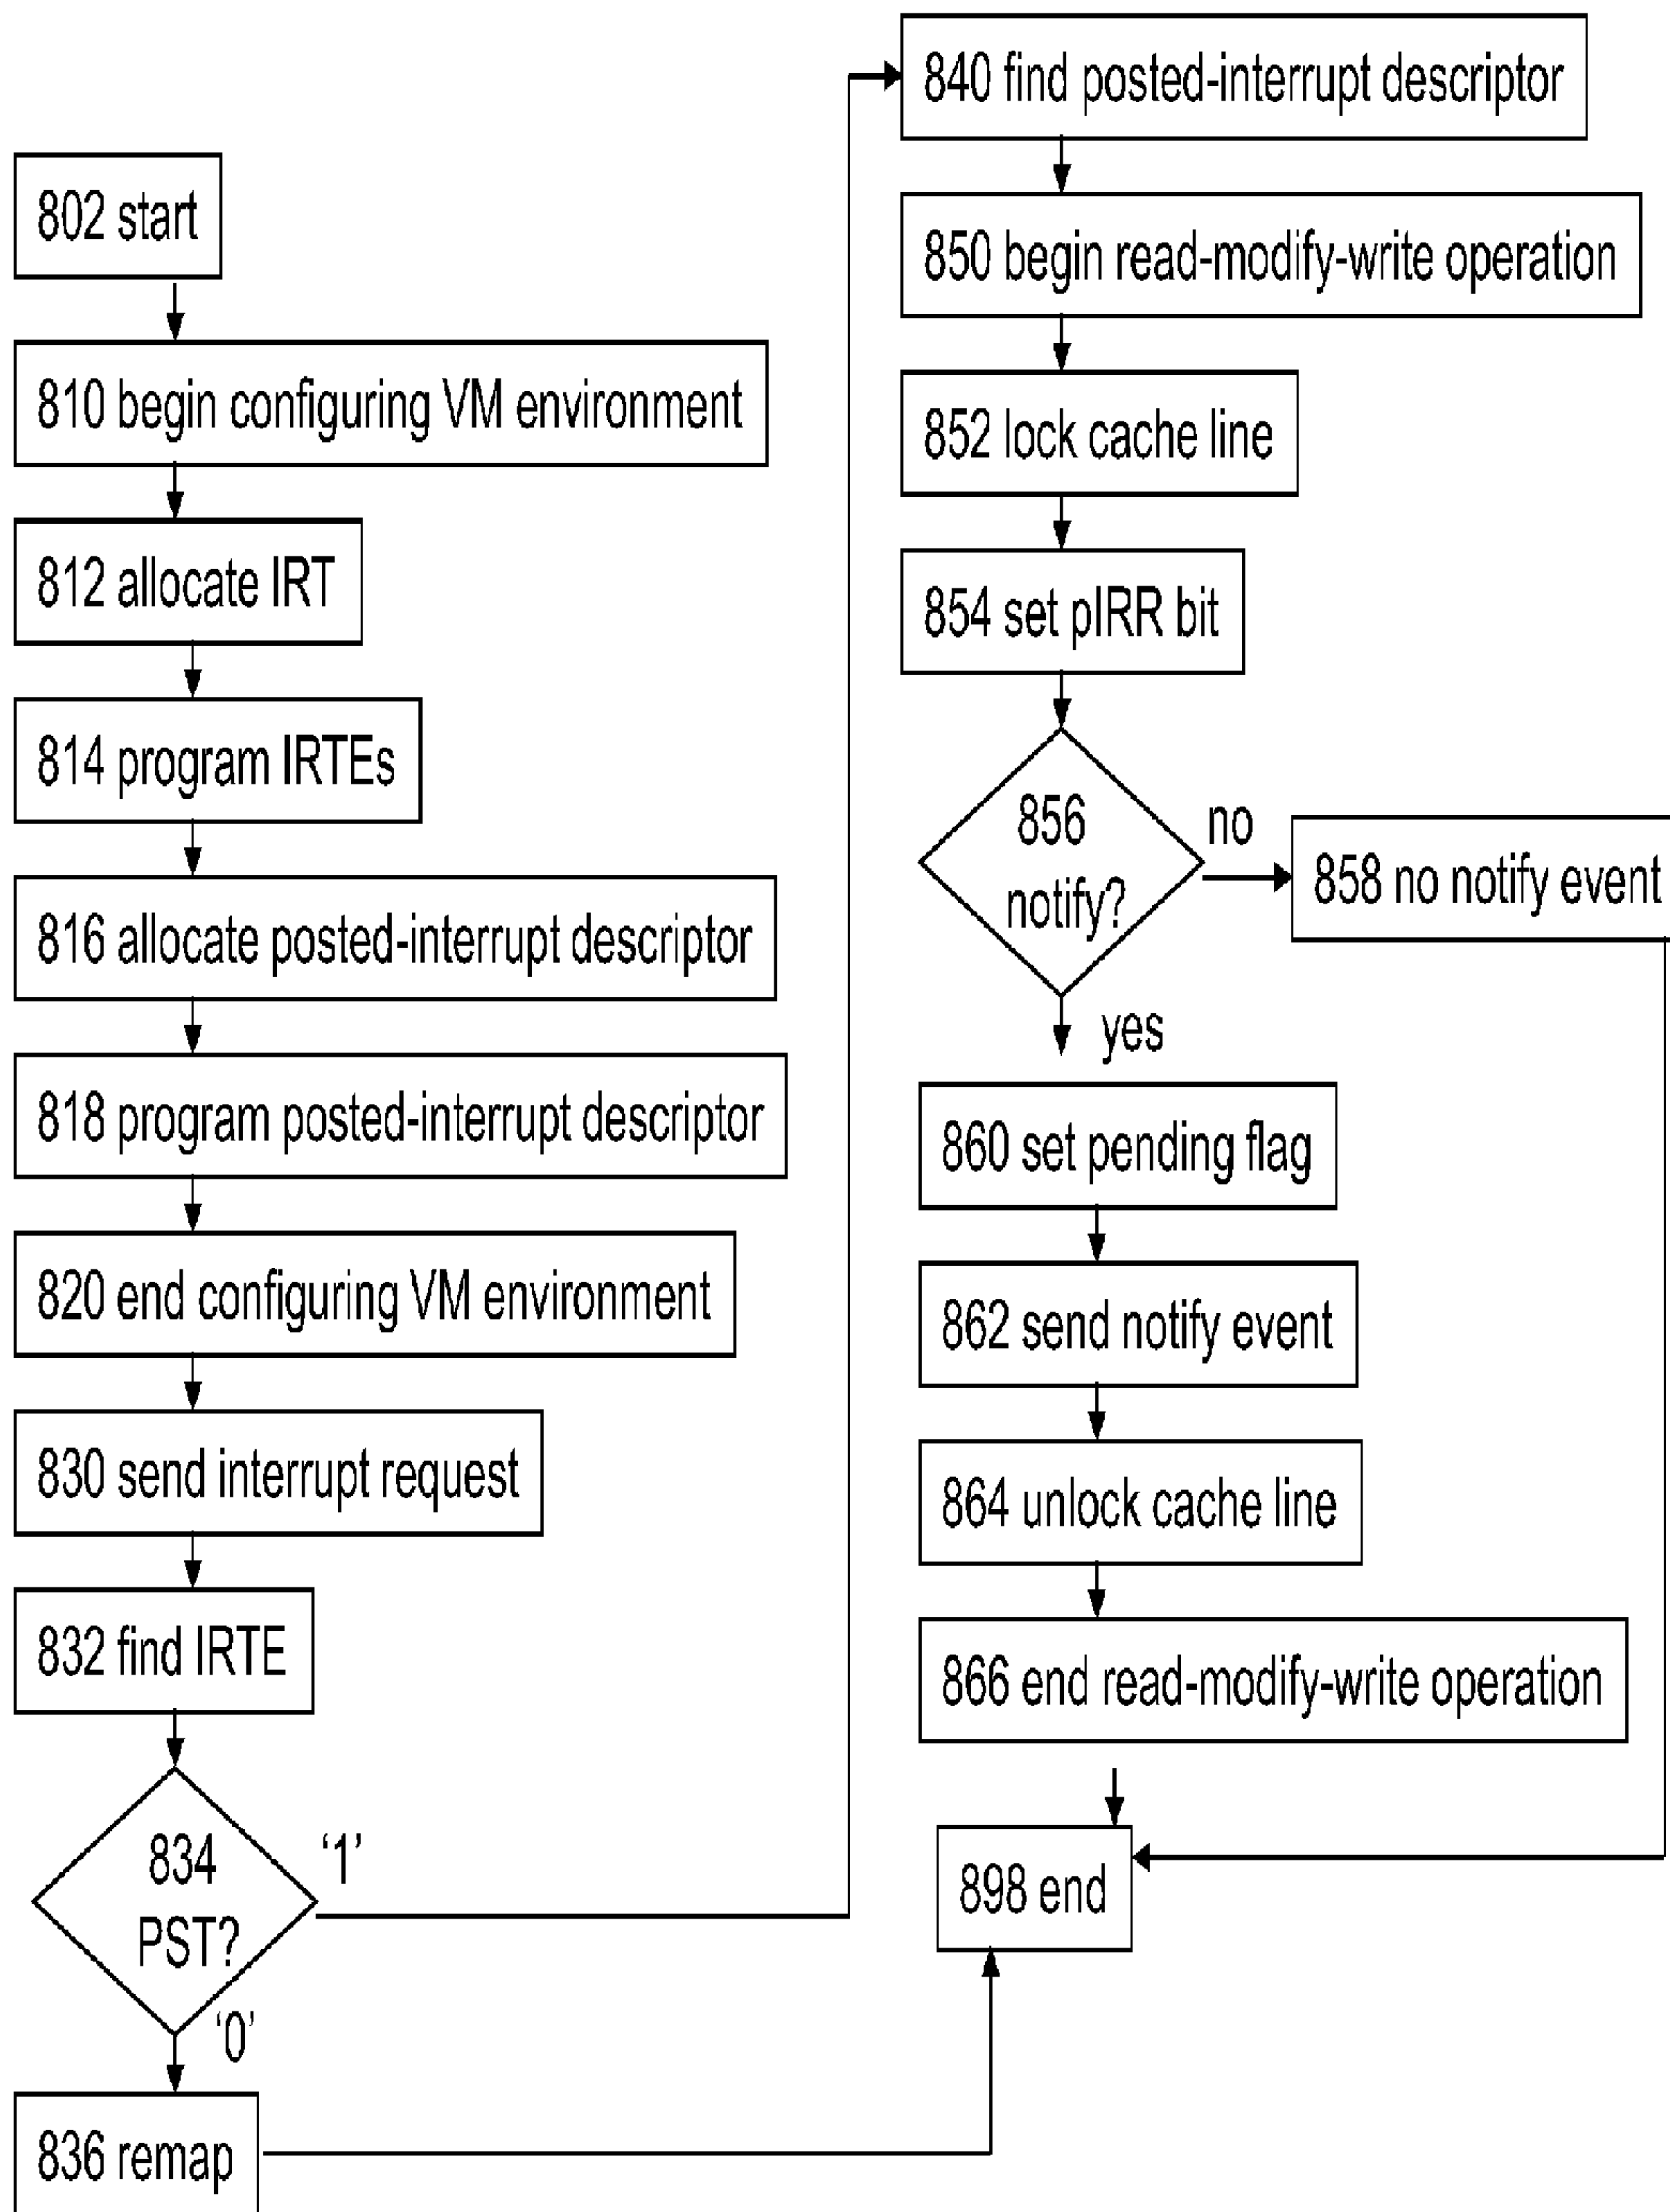 802 start
810 begin configuring VM environment
812 allocate IRT
814 program IRTEs
816 allocate posted-interrupt descriptor
818 program posted-interrupt descriptor
820 end configuring VM environment
830 send interrupt request
832 find IRTE
834
PST?
‘1’
‘0’
836 remap
840 find posted-interrupt descriptor
850 begin read-modify-write operation
852 lock cache line
854 set pIRR bit
856
notify?
no
858 no notify event
yes
860 set pending flag
862 send notify event
864 unlock cache line
866 end read-modify-write operation
898 end